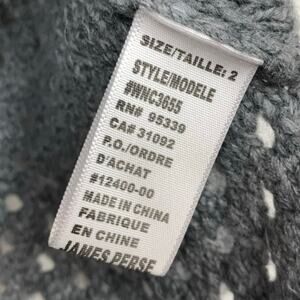 SIZE/TAILLE: 2
STYLE/MODELE
#WNC3655
RN# 95339
CA# 31092
P.O./ORDRE
D'ACHAT
#12400-00
MADE IN CHINA
FABRIQUE
EN CHINE
JAMES PERSE